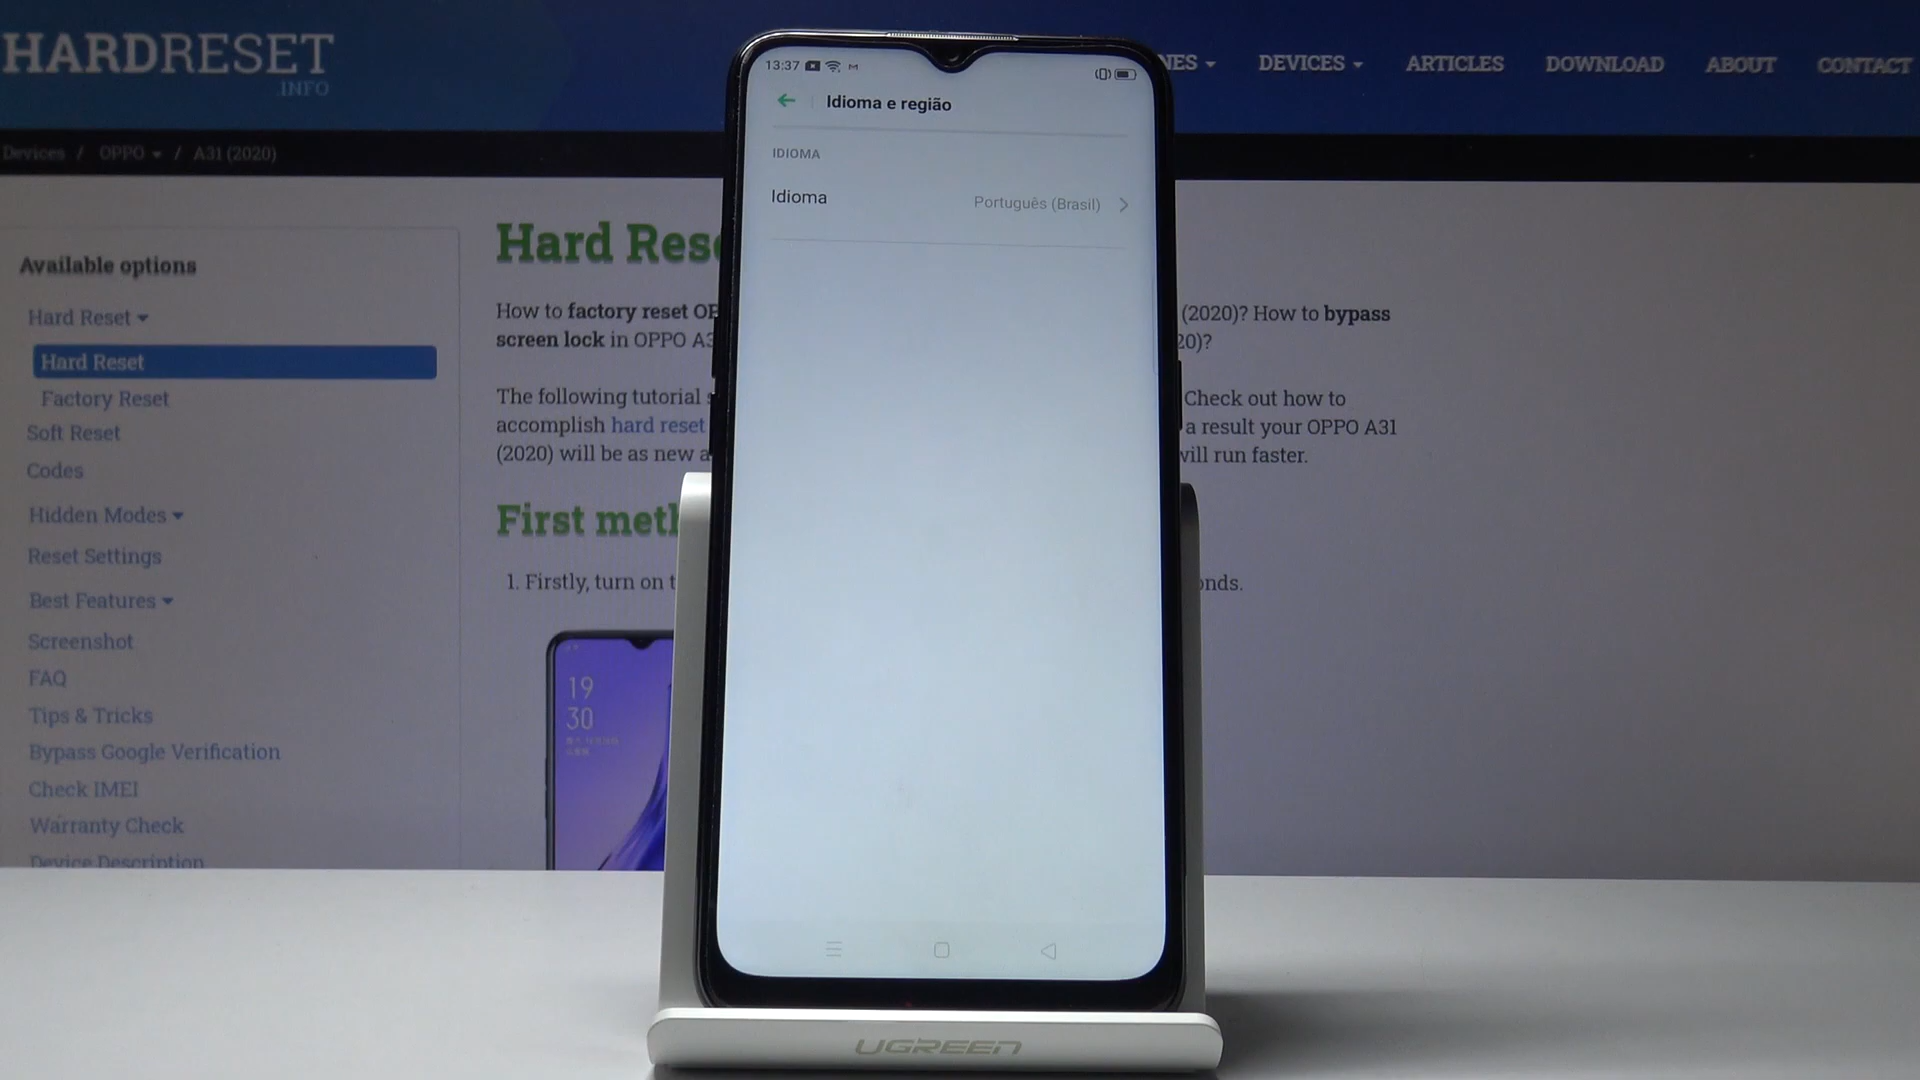 HARDRESET
.INFO
NES
DEVICES
ARTICLES
DOWNLOAD
ABOUT
CONTACT
Devices / OPPO / A31 (2020)
Available options
Hard Reset
Hard Reset
Factory Reset
Soft Reset
Codes
Hidden Modes
Reset Settings
Best Features
Screenshot
FAQ
Tips & Tricks
Bypass Google Verification
Check IMEI
Warranty Check
Device Description
Hard Rese
How to factory reset OP
(2020)? How to bypass
screen lock in OPPO A3
20)?
The following tutorial s
Check out how to
accomplish hard reset
a result your OPPO A31
(2020) will be as new a
will run faster.
First meth
1. Firstly, turn on t
onds.
19
30
13:37
Idioma e região
IDIOMA
Idioma
Português (Brasil)
UGREEN